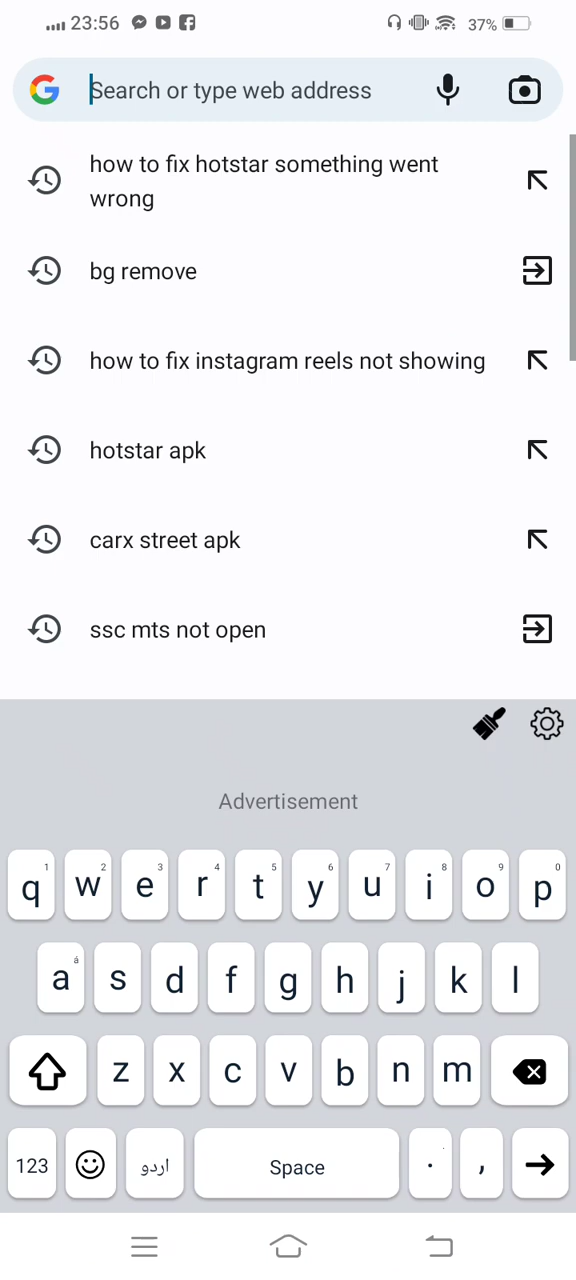 23:56
37%
Search or type web address
how to fix hotstar something went
wrong
bg remove
how to fix instagram reels not showing
hotstar apk
carx street apk
ssc mts not open
Advertisement
1 2 3 4 5 6 7 8 9 0
q w e r t y u i o p
á
a s d f g h j k l
z x c v b n m
123 اردو Space . ,